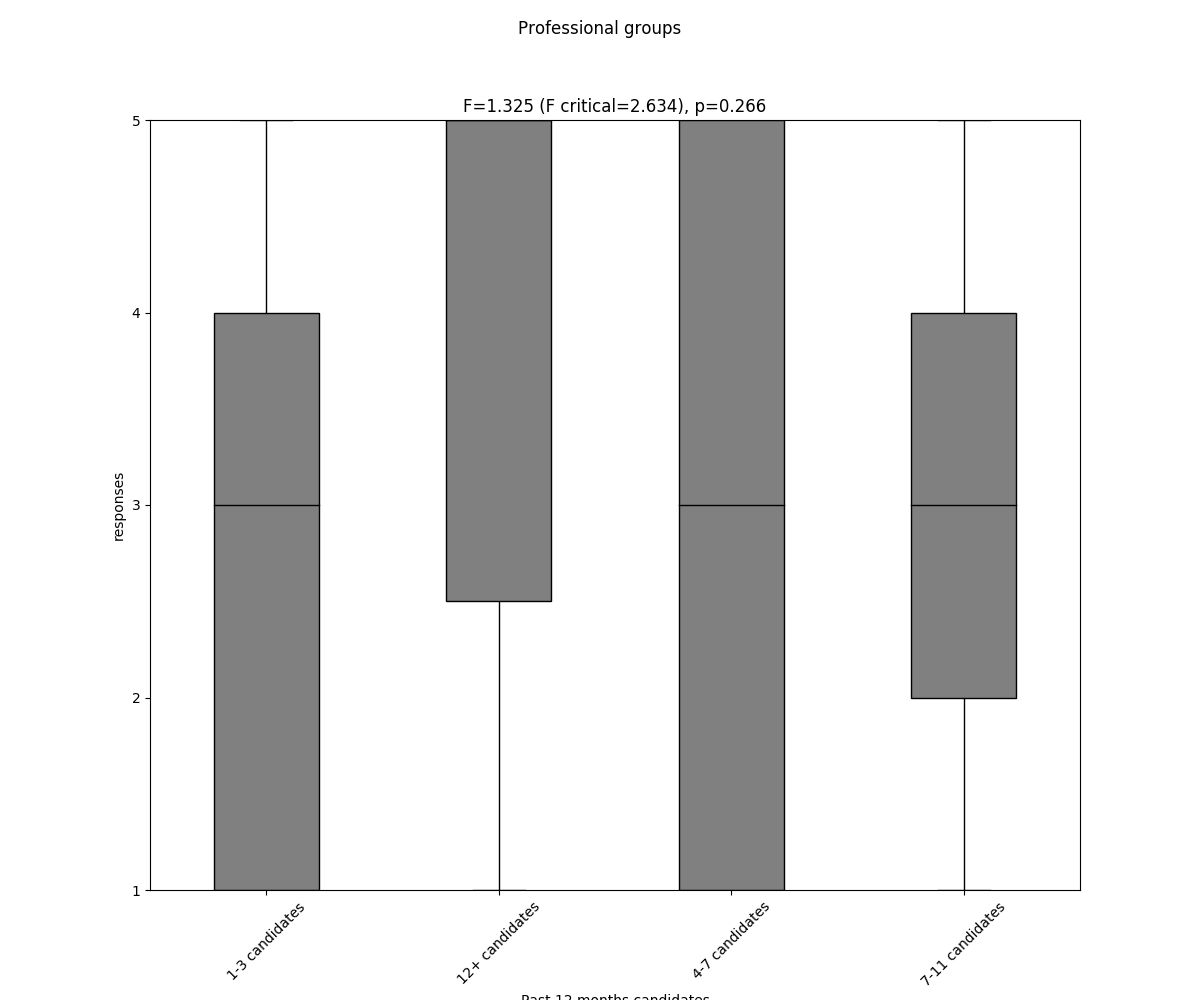 Professional groups
F=1.325 (F critical=2.634), p=0.266
5
4
3
2
1
responses
1-3 candidates
12+ candidates
4-7 candidates
7-11 candidates
Past 12 months candidates